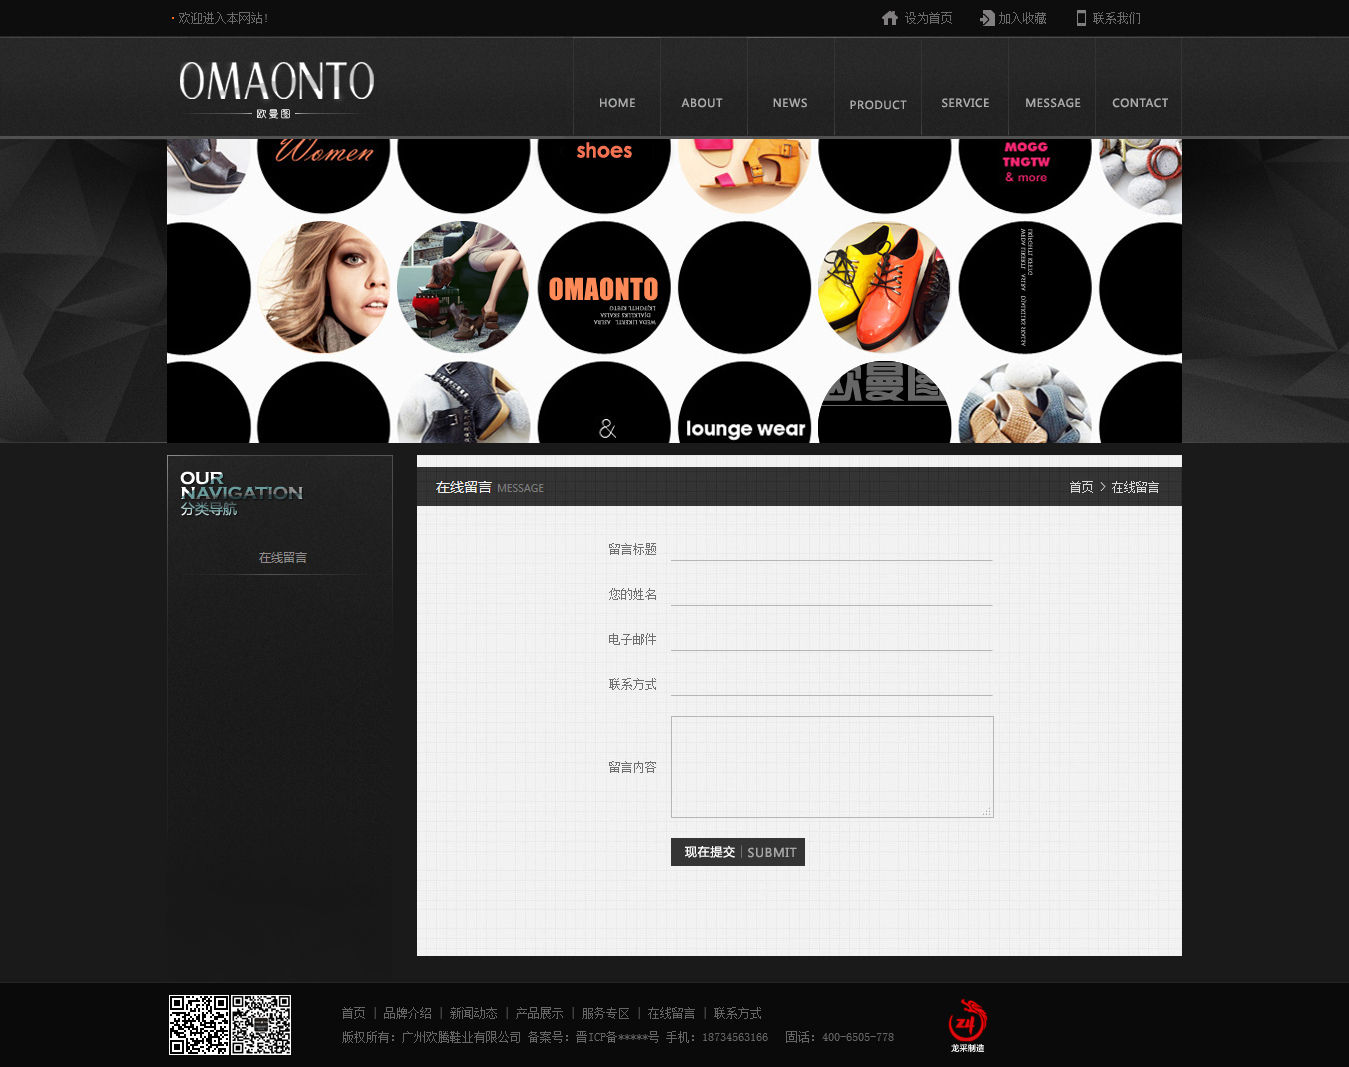 · 欢迎进入本网站!
设为首页 加入收藏 联系我们
OMAONTO
欧曼图
HOME ABOUT NEWS PRODUCT SERVICE MESSAGE CONTACT
Women
shoes
MOGG
TNGTW
& more
OMAONTO
欧曼图
&
lounge wear
OUR
NAVIGATION
分类导航
在线留言
在线留言 MESSAGE
首页 > 在线留言
留言标题
您的姓名
电子邮件
联系方式
留言内容
现在提交 | SUBMIT
首页 | 品牌介绍 | 新闻动态 | 产品展示 | 服务专区 | 在线留言 | 联系方式
版权所有: 广州欢腾鞋业有限公司 备案号: 晋ICP备*****号 手机: 18734563166 固话: 400-6505-778
龙采制造